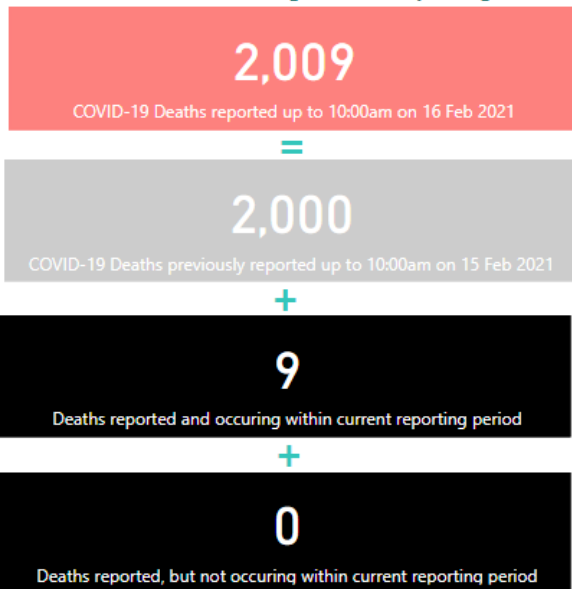 2,009
COVID-19 Deaths reported up to 10:00am on 16 Feb 2021
=
2,000
COVID-19 Deaths previously reported up to 10:00am on 15 Feb 2021
+
9
Deaths reported and occuring within current reporting period
+
0
Deaths reported, but not occuring within current reporting period